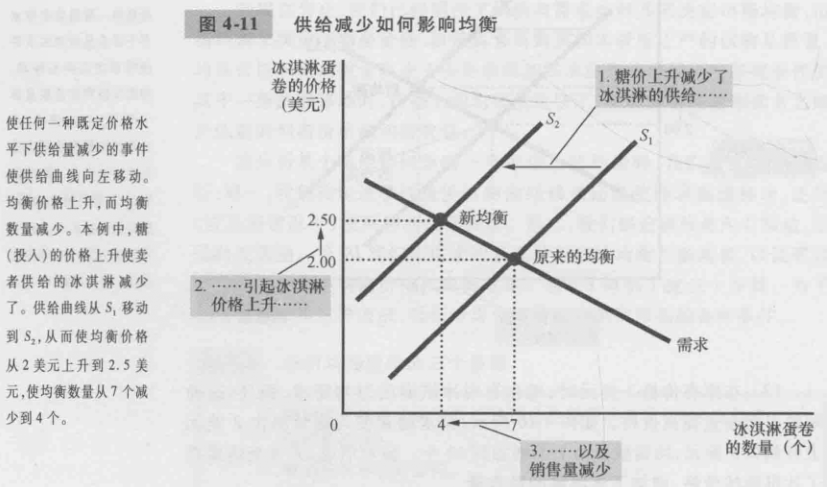 图 4-11 供给减少如何影响均衡
使任何一种既定价格水
平下供给量减少的事件
使供给曲线向左移动。
均衡价格上升，而均衡
数量减少。本例中，糖
(投入)的价格上升使卖
者供给的冰淇淋减少
了。供给曲线从 S₁ 移动
到 S₂，从而使均衡价格
从 2 美元上升到 2.5 美
元，使均衡数量从 7 个减
少到 4 个。
冰淇淋蛋
卷的价格
(美元)
1. 糖价上升减少了
冰淇淋的供给……
S₂
S₁
2.50
新均衡
2.00
原来的均衡
2. ……引起冰淇淋
价格上升……
需求
0
4
7
冰淇淋蛋卷
的数量（个）
3. ……以及
销售量减少